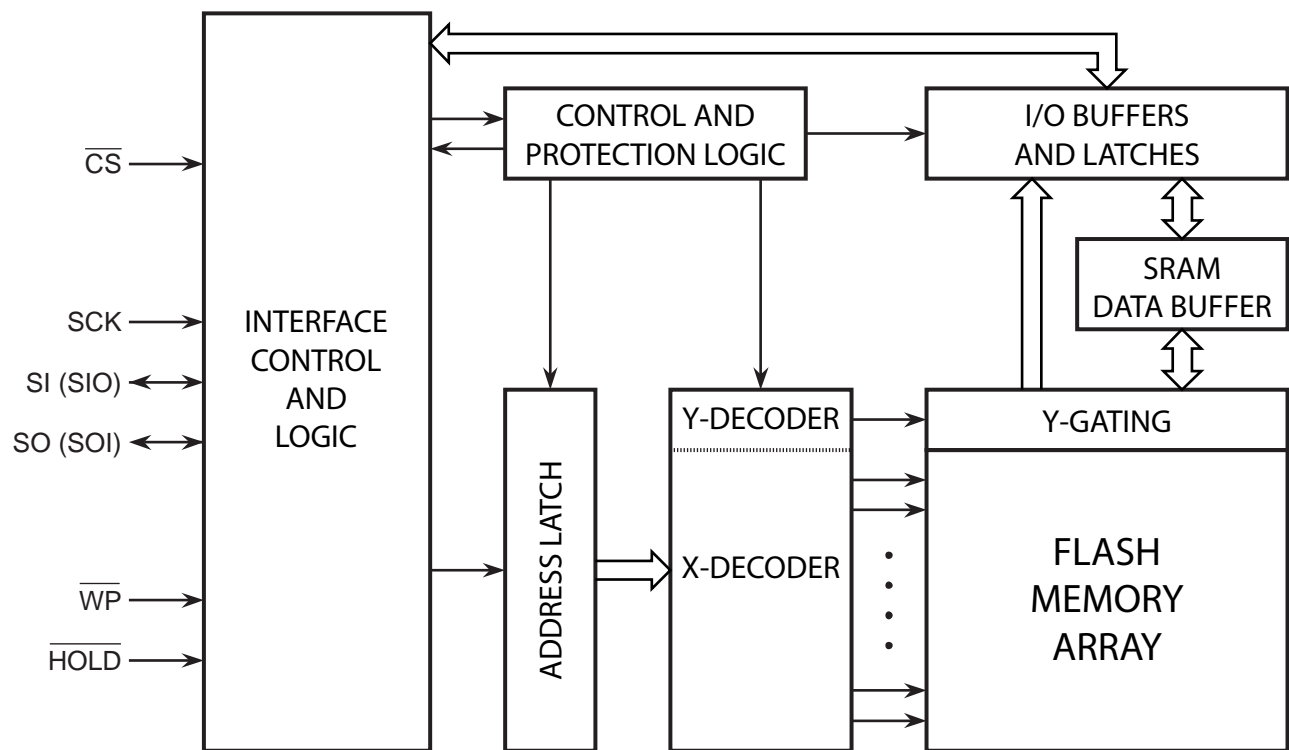 CS
SCK
SI (SIO)
SO (SOI)
WP
HOLD
INTERFACE
CONTROL
AND
LOGIC
CONTROL AND
PROTECTION LOGIC
I/O BUFFERS
AND LATCHES
SRAM
DATA BUFFER
ADDRESS LATCH
Y-DECODER
X-DECODER
Y-GATING
FLASH
MEMORY
ARRAY